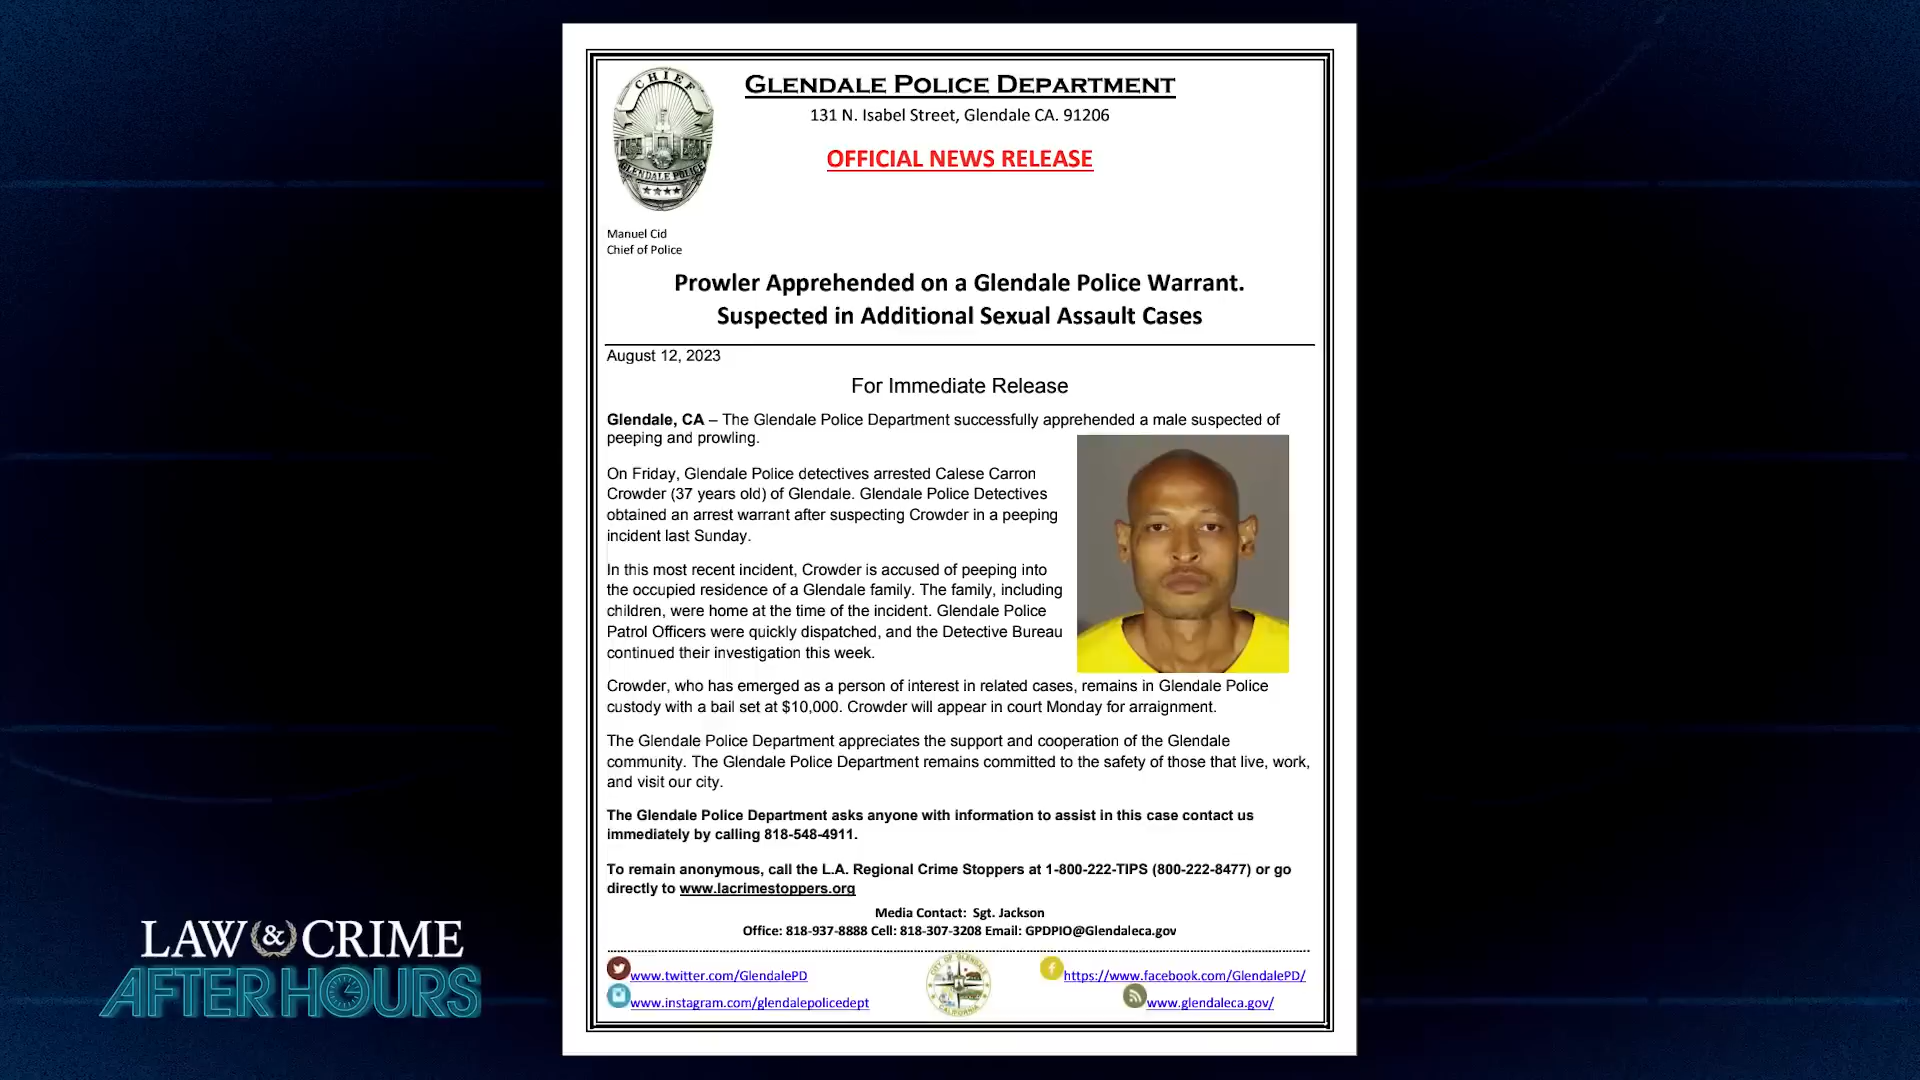 CHIEF
GLENDALE POLICE
GLENDALE POLICE DEPARTMENT
131 N. Isabel Street, Glendale CA. 91206
OFFICIAL NEWS RELEASE
Manuel Cid
Chief of Police
Prowler Apprehended on a Glendale Police Warrant.
Suspected in Additional Sexual Assault Cases
August 12, 2023
For Immediate Release
Glendale, CA – The Glendale Police Department successfully apprehended a male suspected of
peeping and prowling.
On Friday, Glendale Police detectives arrested Calese Carron
Crowder (37 years old) of Glendale. Glendale Police Detectives
obtained an arrest warrant after suspecting Crowder in a peeping
incident last Sunday.
In this most recent incident, Crowder is accused of peeping into
the occupied residence of a Glendale family. The family, including
children, were home at the time of the incident. Glendale Police
Patrol Officers were quickly dispatched, and the Detective Bureau
continued their investigation this week.
Crowder, who has emerged as a person of interest in related cases, remains in Glendale Police
custody with a bail set at $10,000. Crowder will appear in court Monday for arraignment.
The Glendale Police Department appreciates the support and cooperation of the Glendale
community. The Glendale Police Department remains committed to the safety of those that live, work,
and visit our city.
The Glendale Police Department asks anyone with information to assist in this case contact us
immediately by calling 818-548-4911.
To remain anonymous, call the L.A. Regional Crime Stoppers at 1-800-222-TIPS (800-222-8477) or go
directly to www.lacrimestoppers.org
Media Contact: Sgt. Jackson
Office: 818-937-8888 Cell: 818-307-3208 Email: GPDPIO@Glendaleca.gov
www.twitter.com/GlendalePD
https://www.facebook.com/GlendalePD/
www.instagram.com/glendalepolicedept
www.glendaleca.gov/
CITY OF GLENDALE
CALIFORNIA
LAW & CRIME
AFTER HOURS